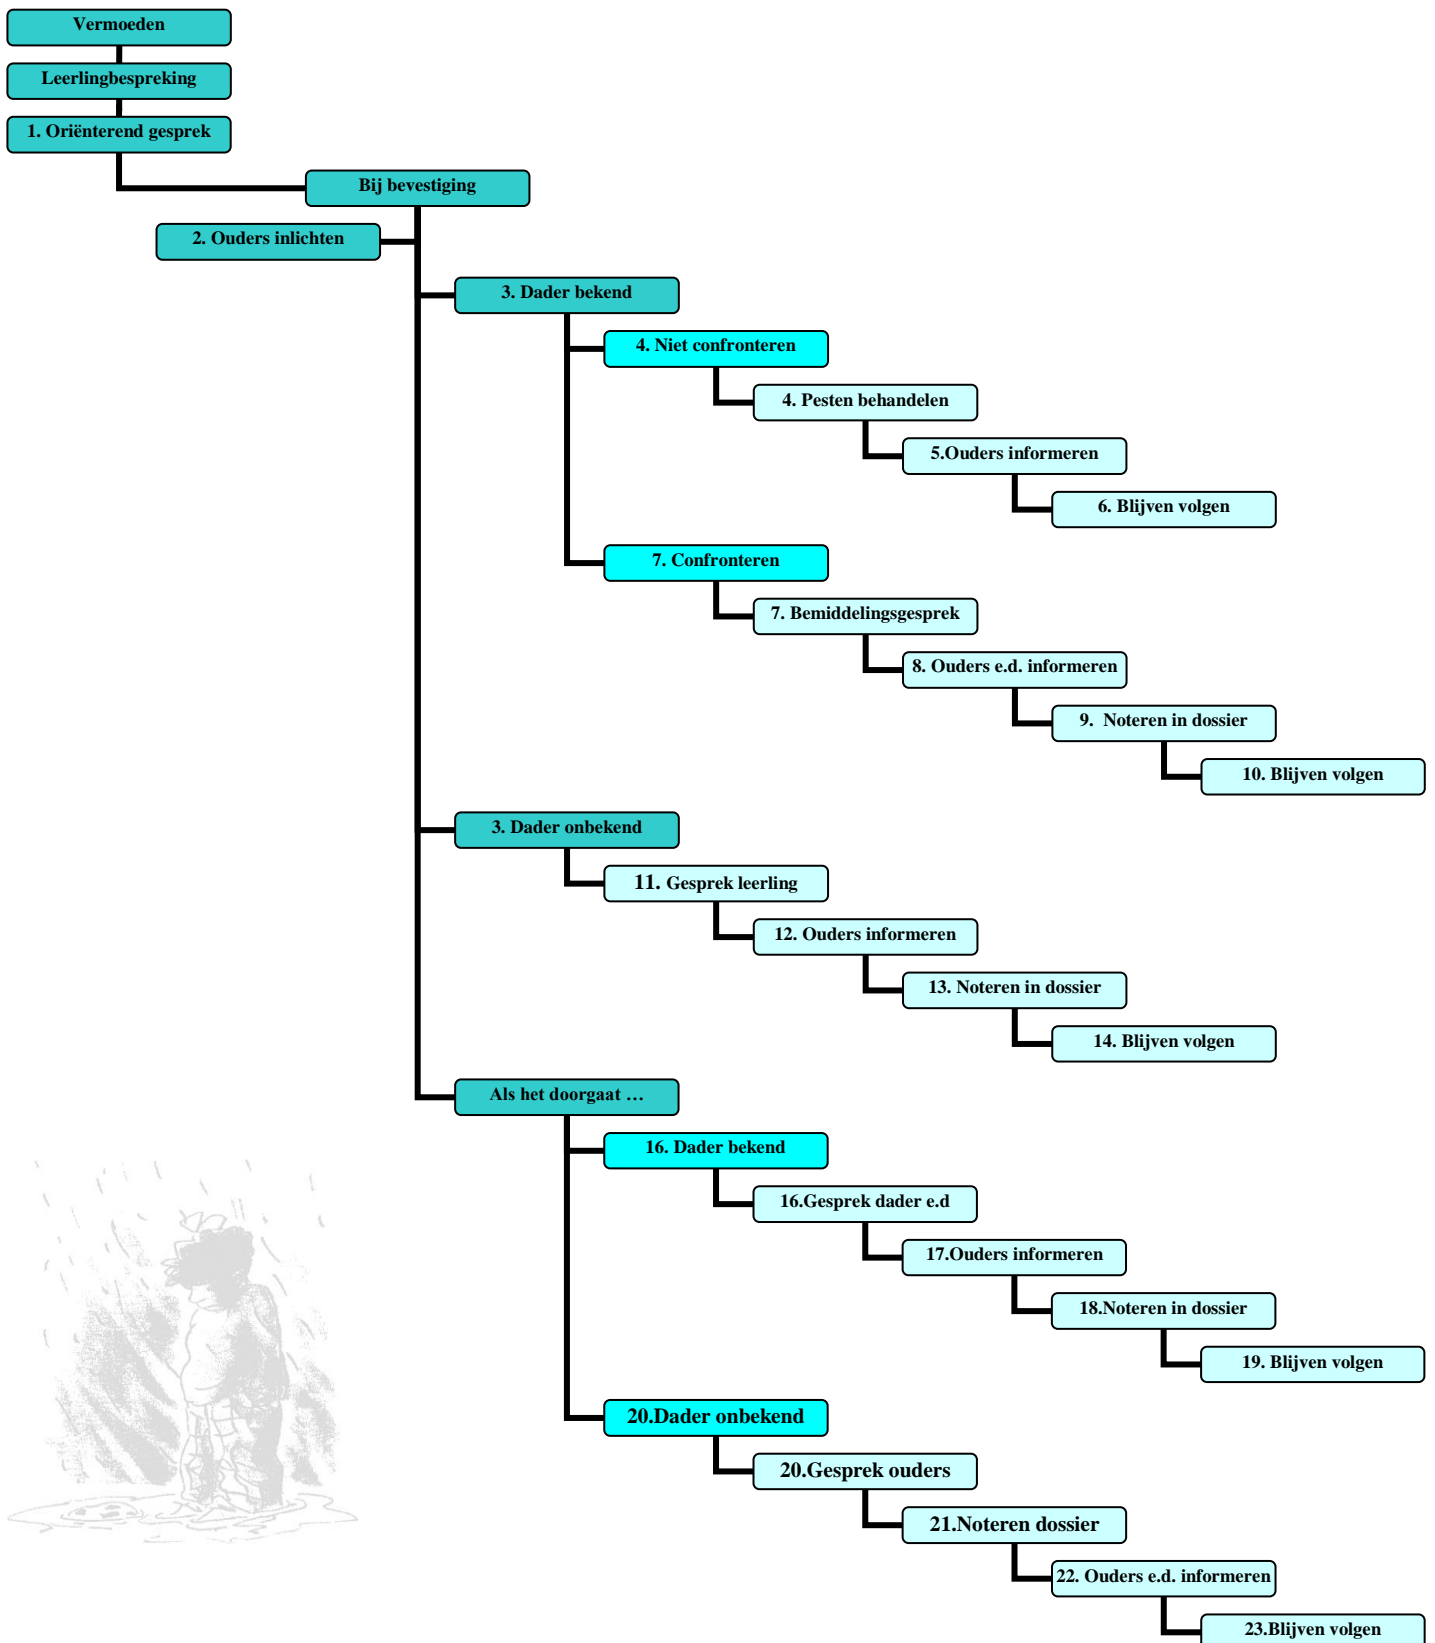 Vermoeden
Leerlingbespreking
1. Oriënterend gesprek
Bij bevestiging
2. Ouders inlichten
3. Dader bekend
4. Niet confronteren
4. Pesten behandelen
5.Ouders informeren
6. Blijven volgen
7. Confronteren
7. Bemiddelingsgesprek
8. Ouders e.d. informeren
9. Noteren in dossier
10. Blijven volgen
3. Dader onbekend
11. Gesprek leerling
12. Ouders informeren
13. Noteren in dossier
14. Blijven volgen
Als het doorgaat …
16. Dader bekend
16.Gesprek dader e.d
17.Ouders informeren
18.Noteren in dossier
19. Blijven volgen
20.Dader onbekend
20.Gesprek ouders
21.Noteren dossier
22. Ouders e.d. informeren
23.Blijven volgen